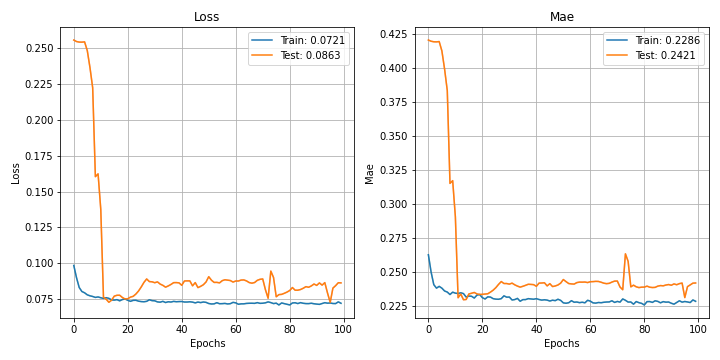 Loss
Train: 0.0721
Test: 0.0863
0.250
0.225
0.200
0.175
0.150
0.125
0.100
0.075
Loss
0
20
40
60
80
100
Epochs
Mae
Train: 0.2286
Test: 0.2421
0.425
0.400
0.375
0.350
0.325
0.300
0.275
0.250
0.225
Mae
0
20
40
60
80
100
Epochs